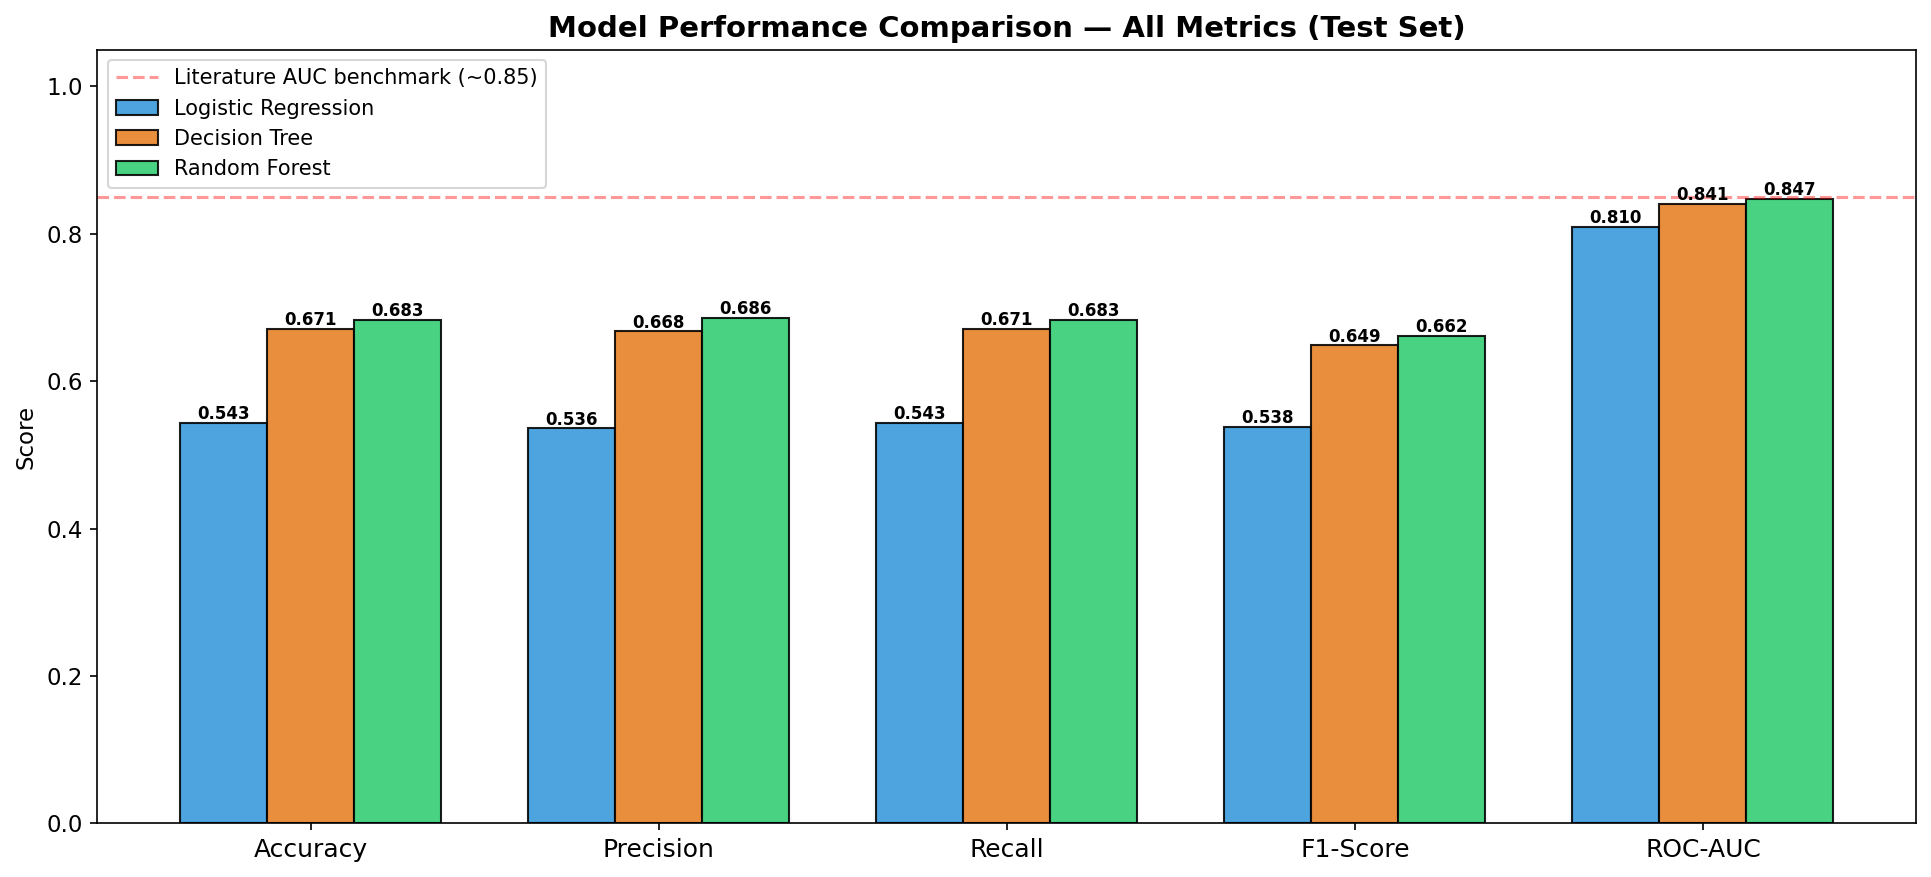 Model Performance Comparison — All Metrics (Test Set)
Literature AUC benchmark (~0.85)
Logistic Regression
Decision Tree
Random Forest
Score
1.0
0.8
0.6
0.4
0.2
0.0
0.543
0.671
0.683
0.536
0.668
0.686
0.543
0.671
0.683
0.538
0.649
0.662
0.810
0.841
0.847
Accuracy
Precision
Recall
F1-Score
ROC-AUC